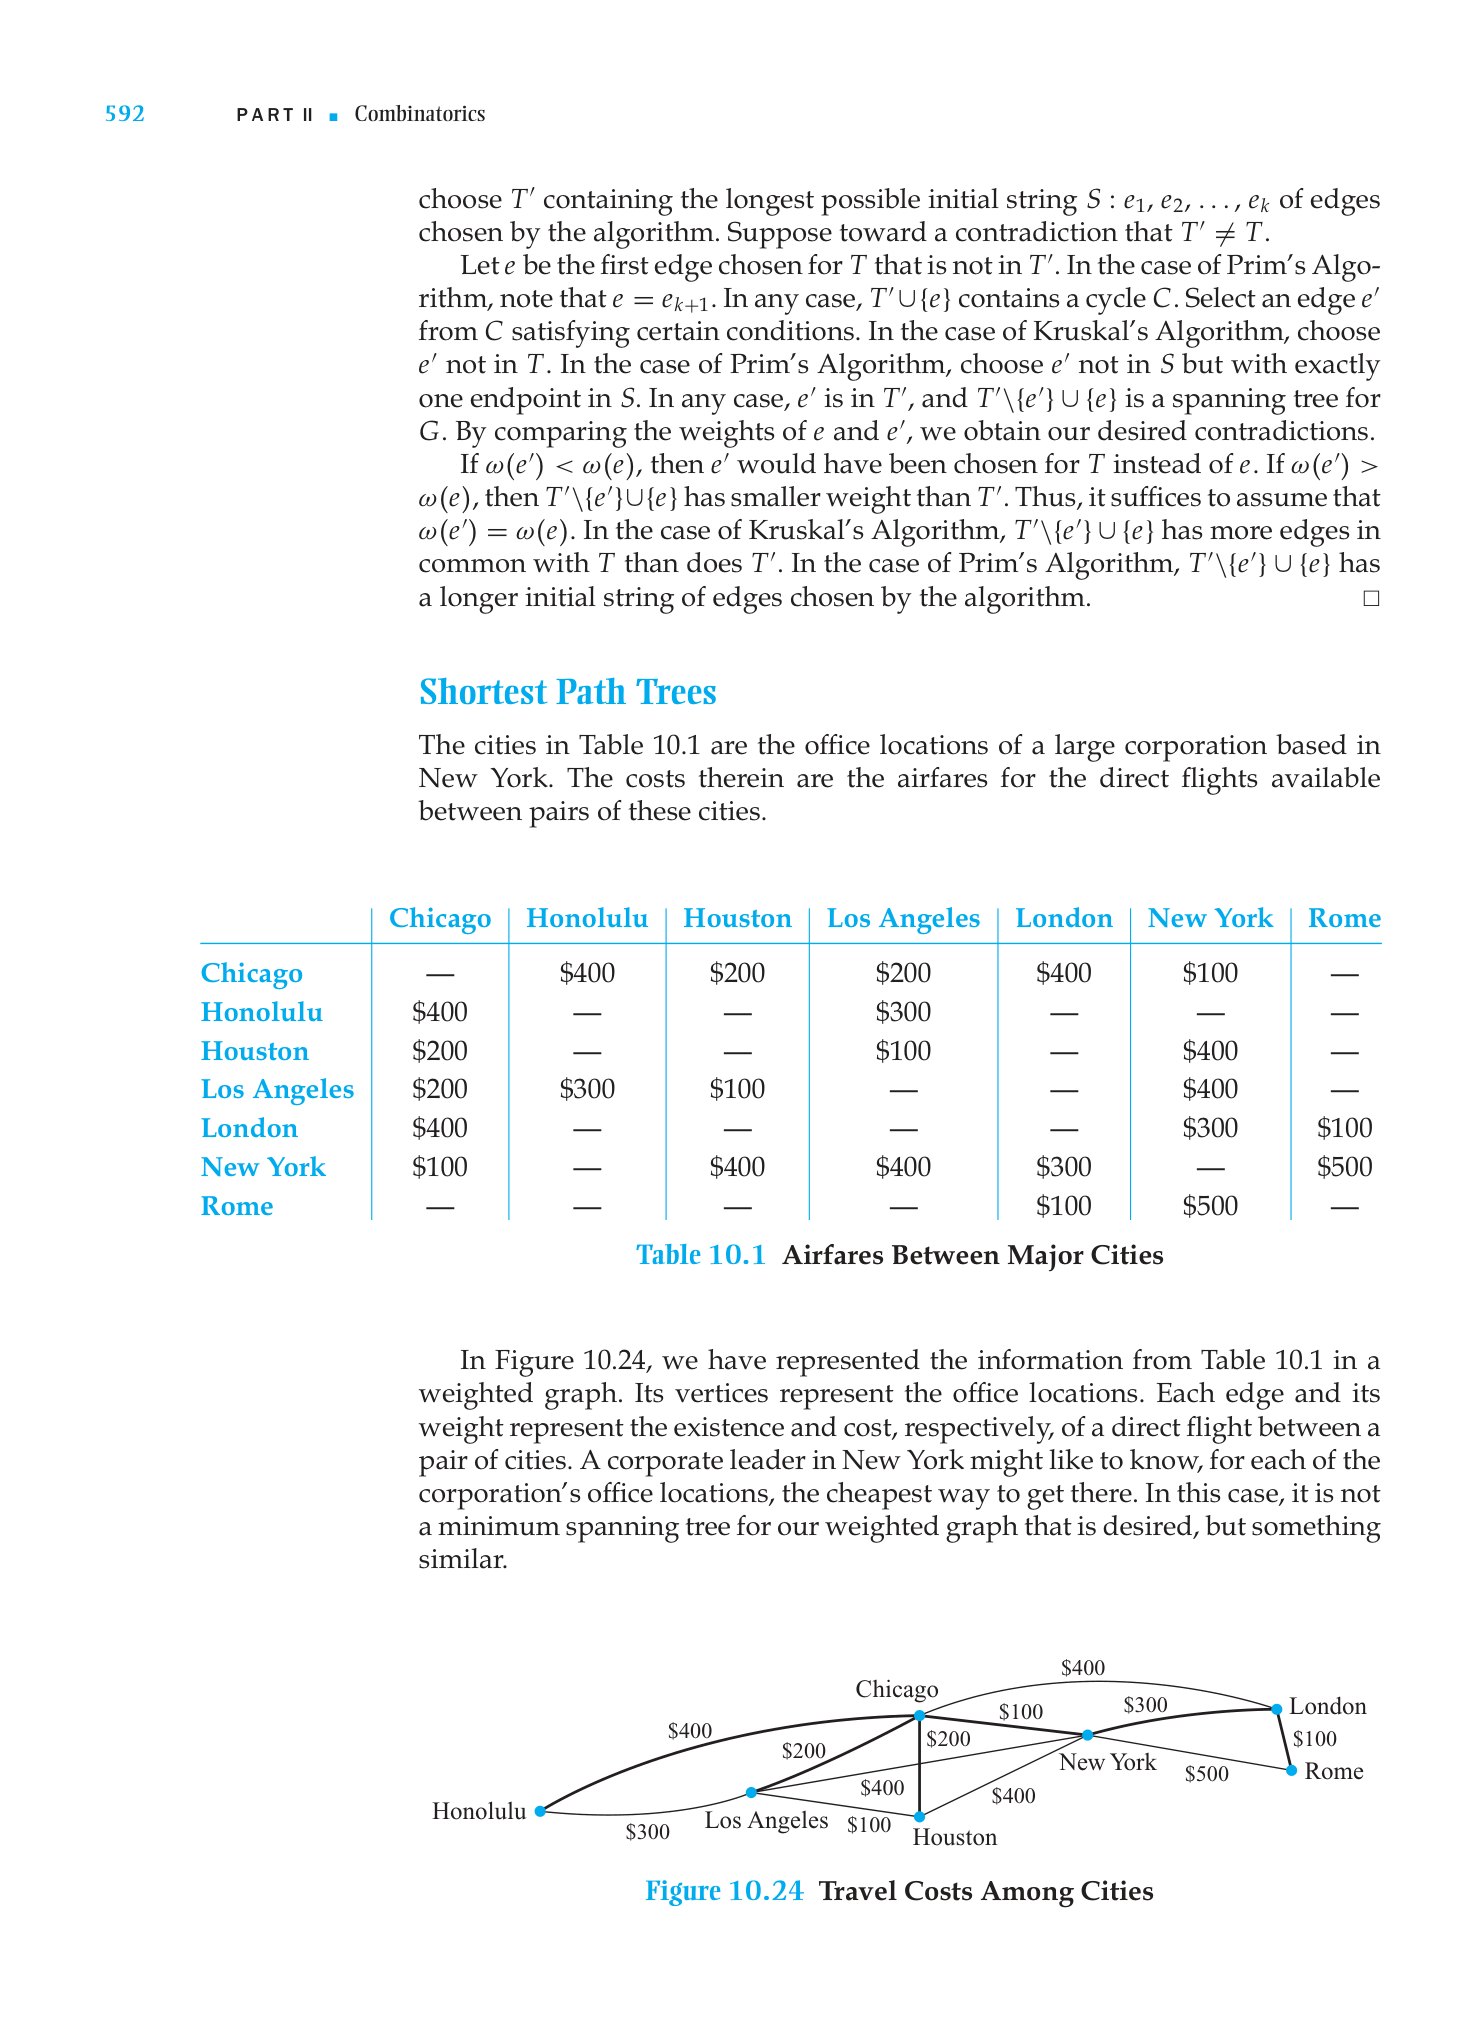 592 PART II ■ Combinatorics
choose T′ containing the longest possible initial string S : e₁, e₂, . . . , eₖ of edges
chosen by the algorithm. Suppose toward a contradiction that T′ ≠ T.
Let e be the first edge chosen for T that is not in T′. In the case of Prim's Algo-
rithm, note that e = eₖ₊₁. In any case, T′∪{e} contains a cycle C. Select an edge e′
from C satisfying certain conditions. In the case of Kruskal's Algorithm, choose
e′ not in T. In the case of Prim's Algorithm, choose e′ not in S but with exactly
one endpoint in S. In any case, e′ is in T′, and T′\{e′} ∪ {e} is a spanning tree for
G. By comparing the weights of e and e′, we obtain our desired contradictions.
If ω(e′) < ω(e), then e′ would have been chosen for T instead of e. If ω(e′) >
ω(e), then T′\{e′}∪{e} has smaller weight than T′. Thus, it suffices to assume that
ω(e′) = ω(e). In the case of Kruskal's Algorithm, T′\{e′} ∪ {e} has more edges in
common with T than does T′. In the case of Prim's Algorithm, T′\{e′} ∪ {e} has
a longer initial string of edges chosen by the algorithm. □
Shortest Path Trees
The cities in Table 10.1 are the office locations of a large corporation based in
New York. The costs therein are the airfares for the direct flights available
between pairs of these cities.
Chicago Honolulu Houston Los Angeles London New York Rome
Chicago — $400 $200 $200 $400 $100 —
Honolulu $400 — — $300 — — —
Houston $200 — — $100 — $400 —
Los Angeles $200 $300 $100 — — $400 —
London $400 — — — — $300 $100
New York $100 — $400 $400 $300 — $500
Rome — — — — $100 $500 —
Table 10.1 Airfares Between Major Cities
In Figure 10.24, we have represented the information from Table 10.1 in a
weighted graph. Its vertices represent the office locations. Each edge and its
weight represent the existence and cost, respectively, of a direct flight between a
pair of cities. A corporate leader in New York might like to know, for each of the
corporation's office locations, the cheapest way to get there. In this case, it is not
a minimum spanning tree for our weighted graph that is desired, but something
similar.
$400
Chicago
$100 $300 London
$400 $200 $200 $100
New York $500 Rome
$400 $400
Honolulu Los Angeles $100
$300 Houston
Figure 10.24 Travel Costs Among Cities